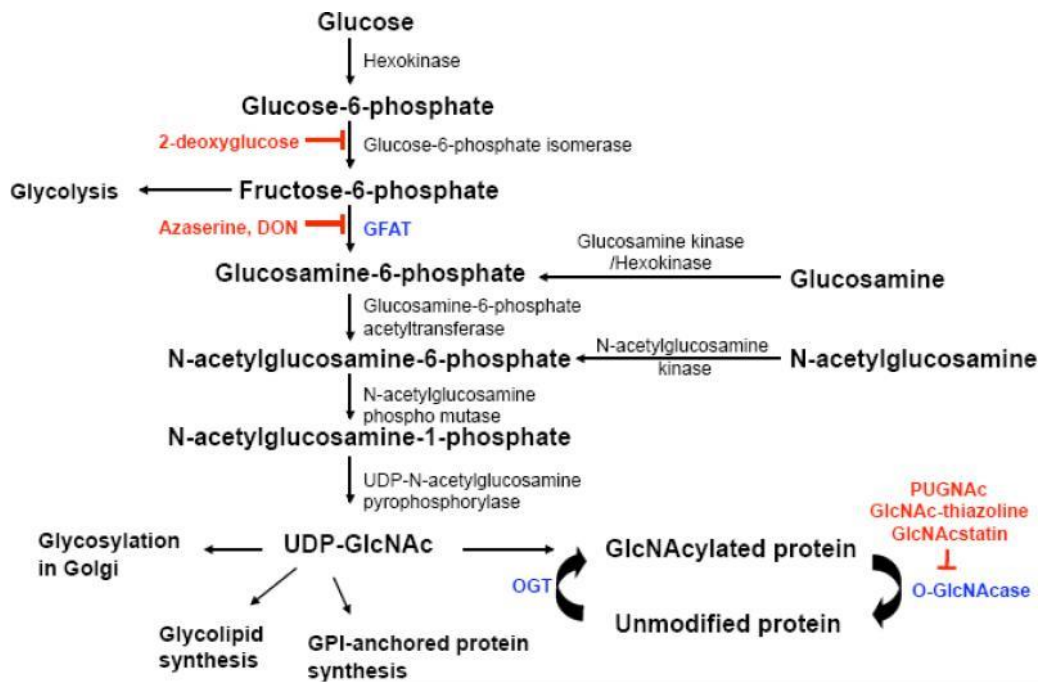 Glucose
Hexokinase
Glucose-6-phosphate
2-deoxyglucose
Glucose-6-phosphate isomerase
Glycolysis
Fructose-6-phosphate
Azaserine, DON
GFAT
Glucosamine kinase
/Hexokinase
Glucosamine-6-phosphate
Glucosamine
Glucosamine-6-phosphate
acetyltransferase
N-acetylglucosamine-6-phosphate
N-acetylglucosamine
kinase
N-acetylglucosamine
N-acetylglucosamine
phospho mutase
N-acetylglucosamine-1-phosphate
UDP-N-acetylglucosamine
pyrophosphorylase
PUGNAc
GlcNAc-thiazoline
GlcNAcstatin
Glycosylation
in Golgi
UDP-GlcNAc
GlcNAcylated protein
OGT
O-GlcNAcase
Unmodified protein
Glycolipid
synthesis
GPI-anchored protein
synthesis